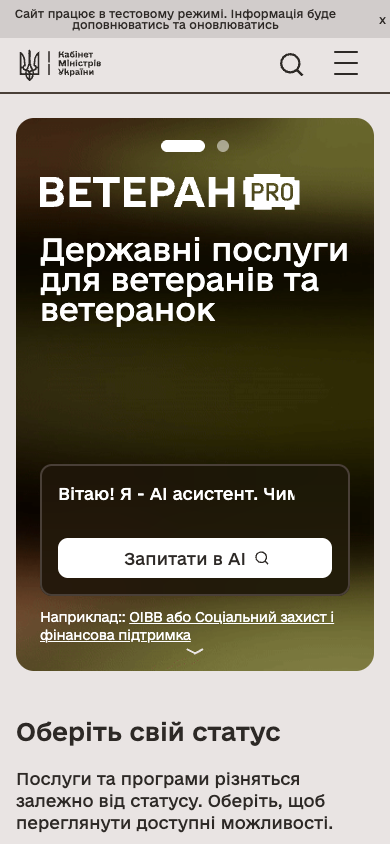 Сайт працює в тестовому режимі. Інформація буде
доповнюватись та оновлюватись
x
Кабінет
Міністрів
України
ВЕТЕРАН PRO
Державні послуги
для ветеранів та
ветеранок
Вітаю! Я - AI асистент. Чим
Запитати в AI
Наприклад:: ОІВВ або Соціальний захист і
фінансова підтримка
Оберіть свій статус
Послуги та програми різняться
залежно від статусу. Оберіть, щоб
переглянути доступні можливості.